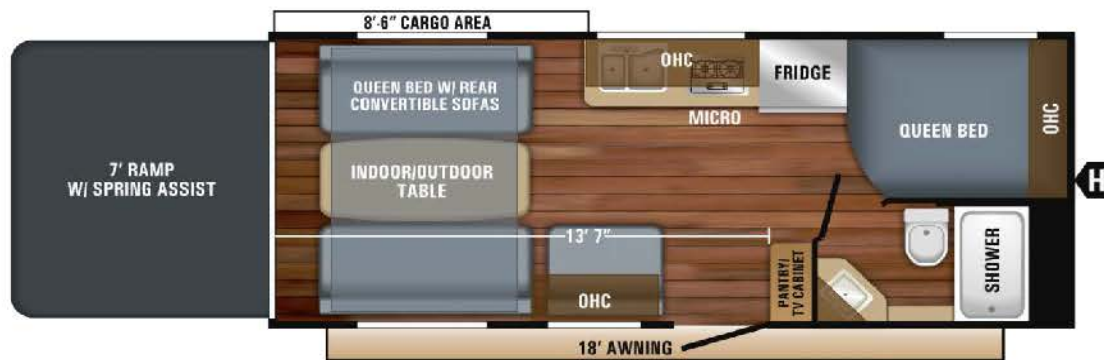 8'-6" CARGO AREA
7' RAMP
W/ SPRING ASSIST
QUEEN BED W/ REAR
CONVERTIBLE SOFAS
INDOOR/OUTDOOR
TABLE
13' 7"
OHC
OHC
MICRO
FRIDGE
QUEEN BED
OHC
H
PANTRY/
TV CABINET
SHOWER
18' AWNING